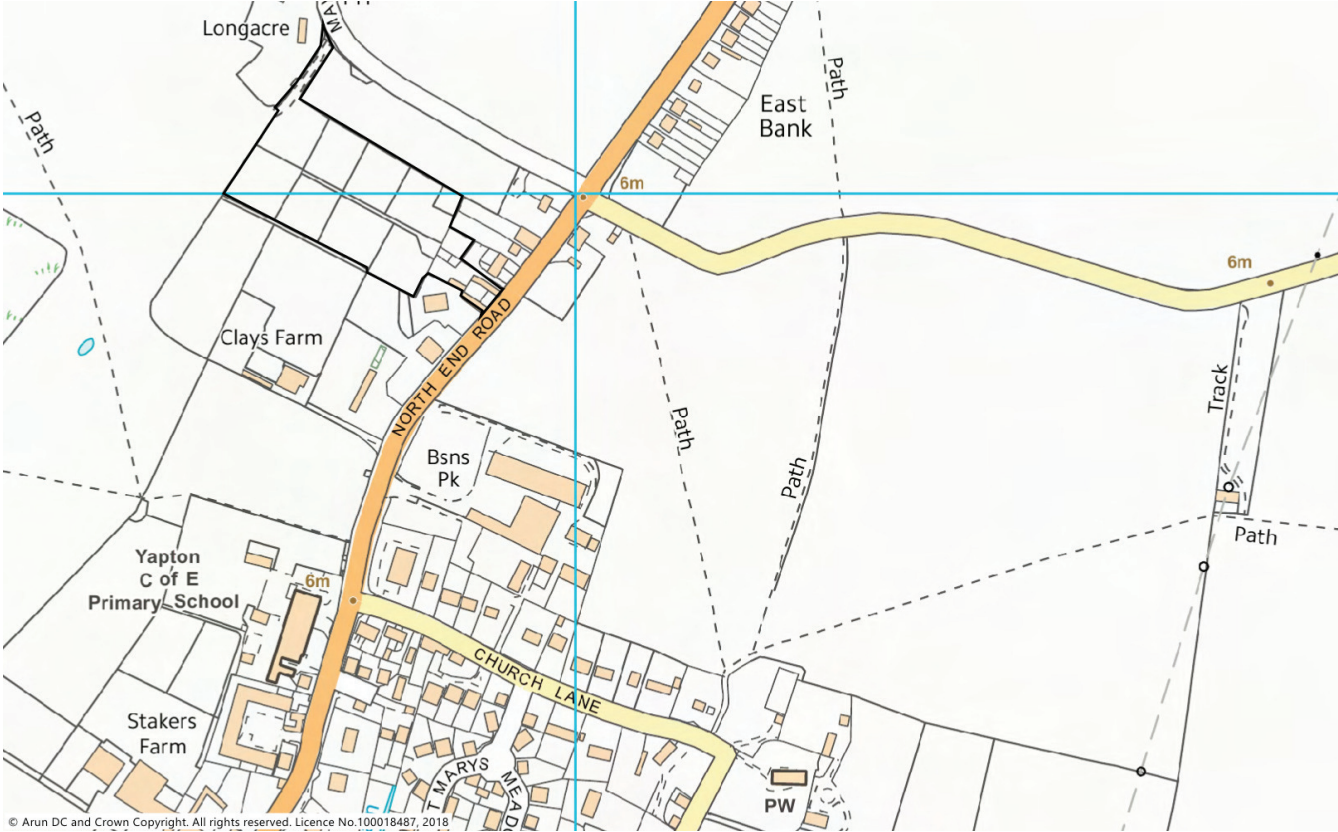 Longacre
Path
East
Bank
Path
6m
6m
Clays Farm
NORTH END ROAD
Track
Path
Path
Bsns
Pk
Path
Yapton
C of E
Primary School
6m
CHURCH LANE
Stakers
Farm
T MARYS MEADO
PW
© Arun DC and Crown Copyright. All rights reserved. Licence No.100018487, 2018